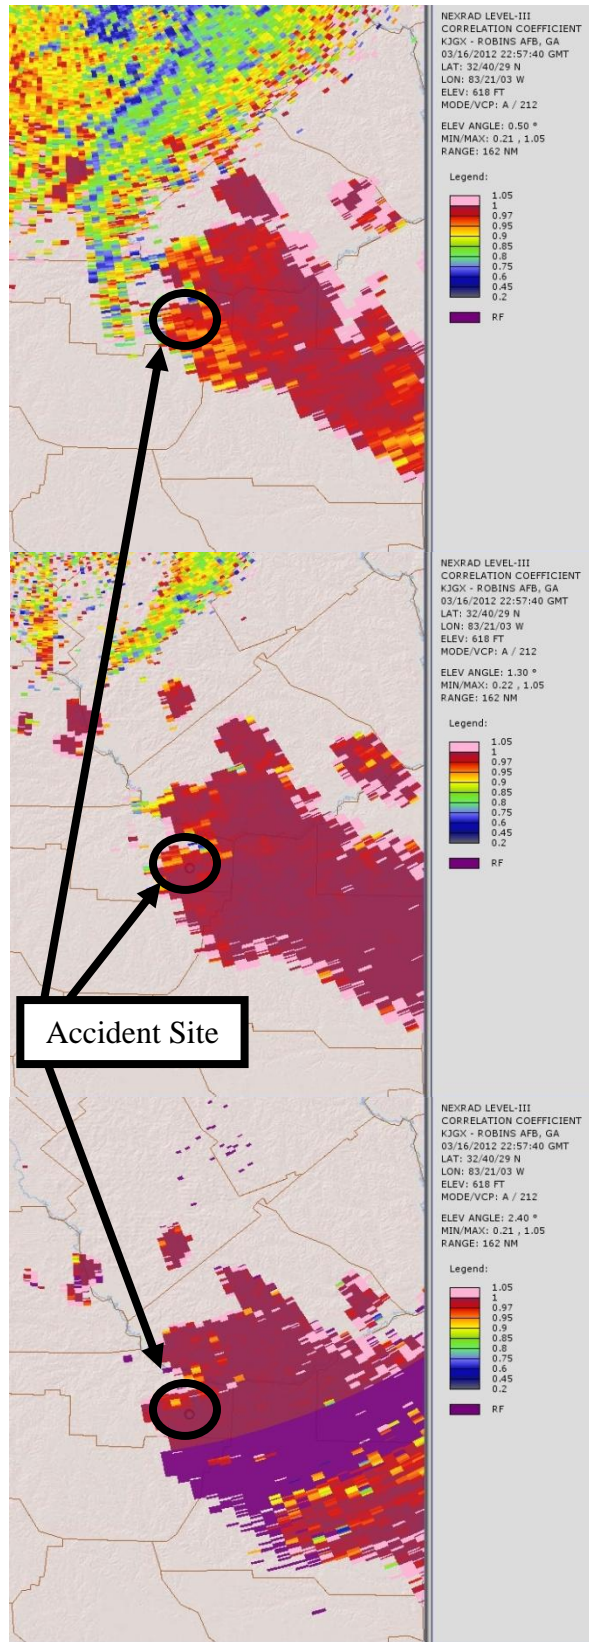 NEXRAD LEVEL-III
CORRELATION COEFFICIENT
KJGX - ROBINS AFB, GA
03/16/2012 22:57:40 GMT
LAT: 32/40/29 N
LON: 83/21/03 W
ELEV: 618 FT
MODE/VCP: A / 212
ELEV ANGLE: 0.50 °
MIN/MAX: 0.21 , 1.05
RANGE: 162 NM
Legend:
1.05
1
0.97
0.95
0.9
0.85
0.8
0.75
0.6
0.45
0.2
RF
NEXRAD LEVEL-III
CORRELATION COEFFICIENT
KJGX - ROBINS AFB, GA
03/16/2012 22:57:40 GMT
LAT: 32/40/29 N
LON: 83/21/03 W
ELEV: 618 FT
MODE/VCP: A / 212
ELEV ANGLE: 1.30 °
MIN/MAX: 0.22 , 1.05
RANGE: 162 NM
Legend:
1.05
1
0.97
0.95
0.9
0.85
0.8
0.75
0.6
0.45
0.2
RF
Accident Site
NEXRAD LEVEL-III
CORRELATION COEFFICIENT
KJGX - ROBINS AFB, GA
03/16/2012 22:57:40 GMT
LAT: 32/40/29 N
LON: 83/21/03 W
ELEV: 618 FT
MODE/VCP: A / 212
ELEV ANGLE: 2.40 °
MIN/MAX: 0.21 , 1.05
RANGE: 162 NM
Legend:
1.05
1
0.97
0.95
0.9
0.85
0.8
0.75
0.6
0.45
0.2
RF